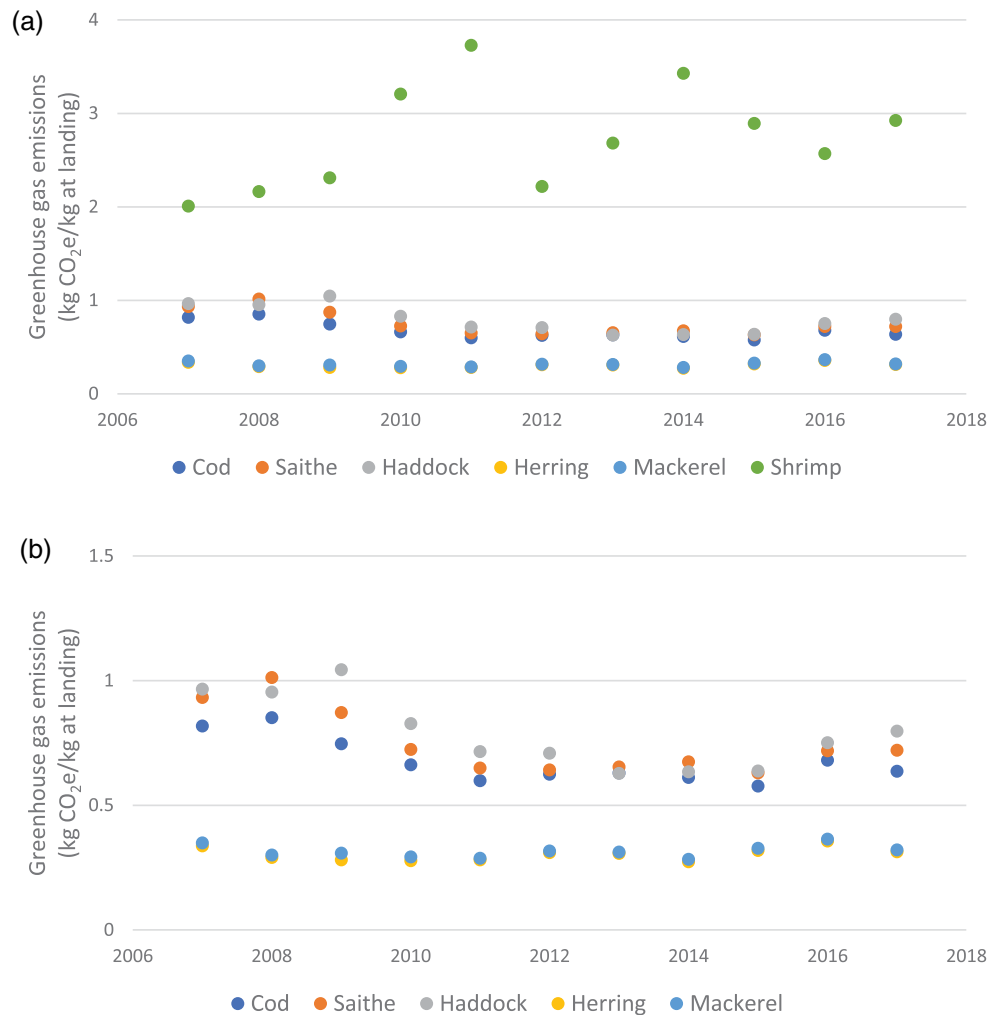 (a)
Greenhouse gas emissions
(kg CO₂e/kg at landing)
4
3
2
1
0
2006 2008 2010 2012 2014 2016 2018
Cod Saithe Haddock Herring Mackerel Shrimp
(b)
Greenhouse gas emissions
(kg CO₂e/kg at landing)
1.5
1
0.5
0
2006 2008 2010 2012 2014 2016 2018
Cod Saithe Haddock Herring Mackerel